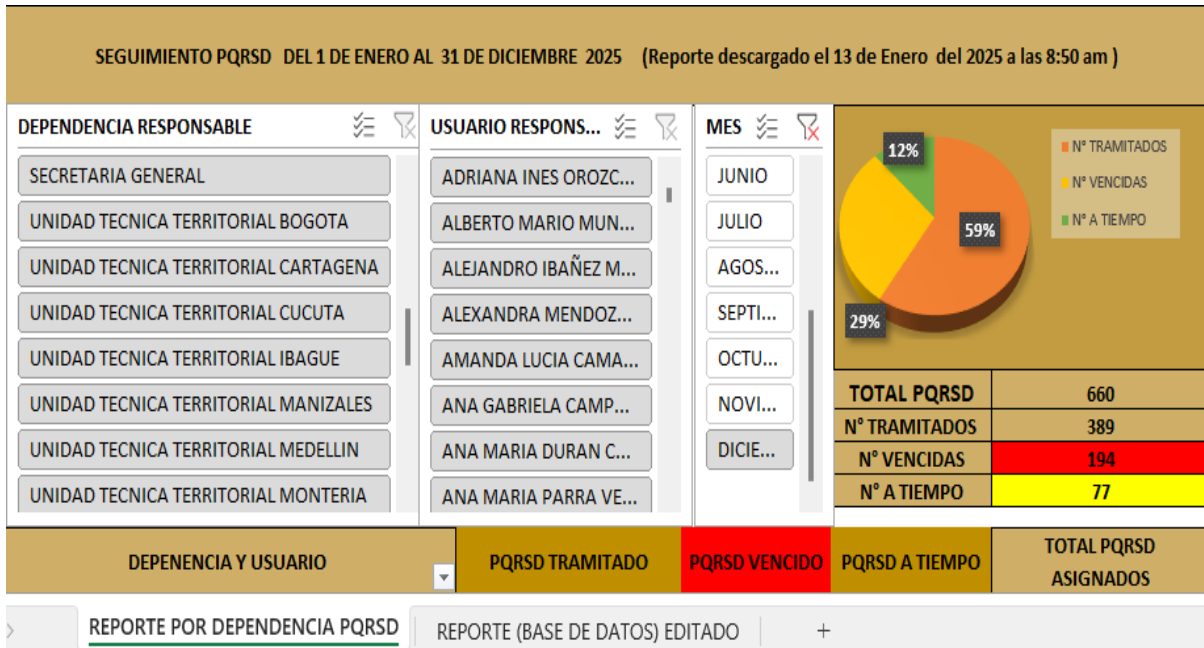 SEGUIMIENTO PQRSD DEL 1 DE ENERO AL 31 DE DICIEMBRE 2025 (Reporte descargado el 13 de Enero del 2025 a las 8:50 am )
DEPENDENCIA RESPONSABLE
SECRETARIA GENERAL
UNIDAD TECNICA TERRITORIAL BOGOTA
UNIDAD TECNICA TERRITORIAL CARTAGENA
UNIDAD TECNICA TERRITORIAL CUCUTA
UNIDAD TECNICA TERRITORIAL IBAGUE
UNIDAD TECNICA TERRITORIAL MANIZALES
UNIDAD TECNICA TERRITORIAL MEDELLIN
UNIDAD TECNICA TERRITORIAL MONTERIA
USUARIO RESPONS...
ADRIANA INES OROZC...
ALBERTO MARIO MUN...
ALEJANDRO IBAÑEZ M...
ALEXANDRA MENDOZ...
AMANDA LUCIA CAMA...
ANA GABRIELA CAMP...
ANA MARIA DURAN C...
ANA MARIA PARRA VE...
MES
JUNIO
JULIO
AGOS...
SEPTI...
OCTU...
NOVI...
DICIE...
12%
59%
29%
N° TRAMITADOS
N° VENCIDAS
N° A TIEMPO
TOTAL PQRSD 660
N° TRAMITADOS 389
N° VENCIDAS 194
N° A TIEMPO 77
DEPENENCIA Y USUARIO
PQRSD TRAMITADO
PQRSD VENCIDO
PQRSD A TIEMPO
TOTAL PQRSD
ASIGNADOS
REPORTE POR DEPENDENCIA PQRSD
REPORTE (BASE DE DATOS) EDITADO
+